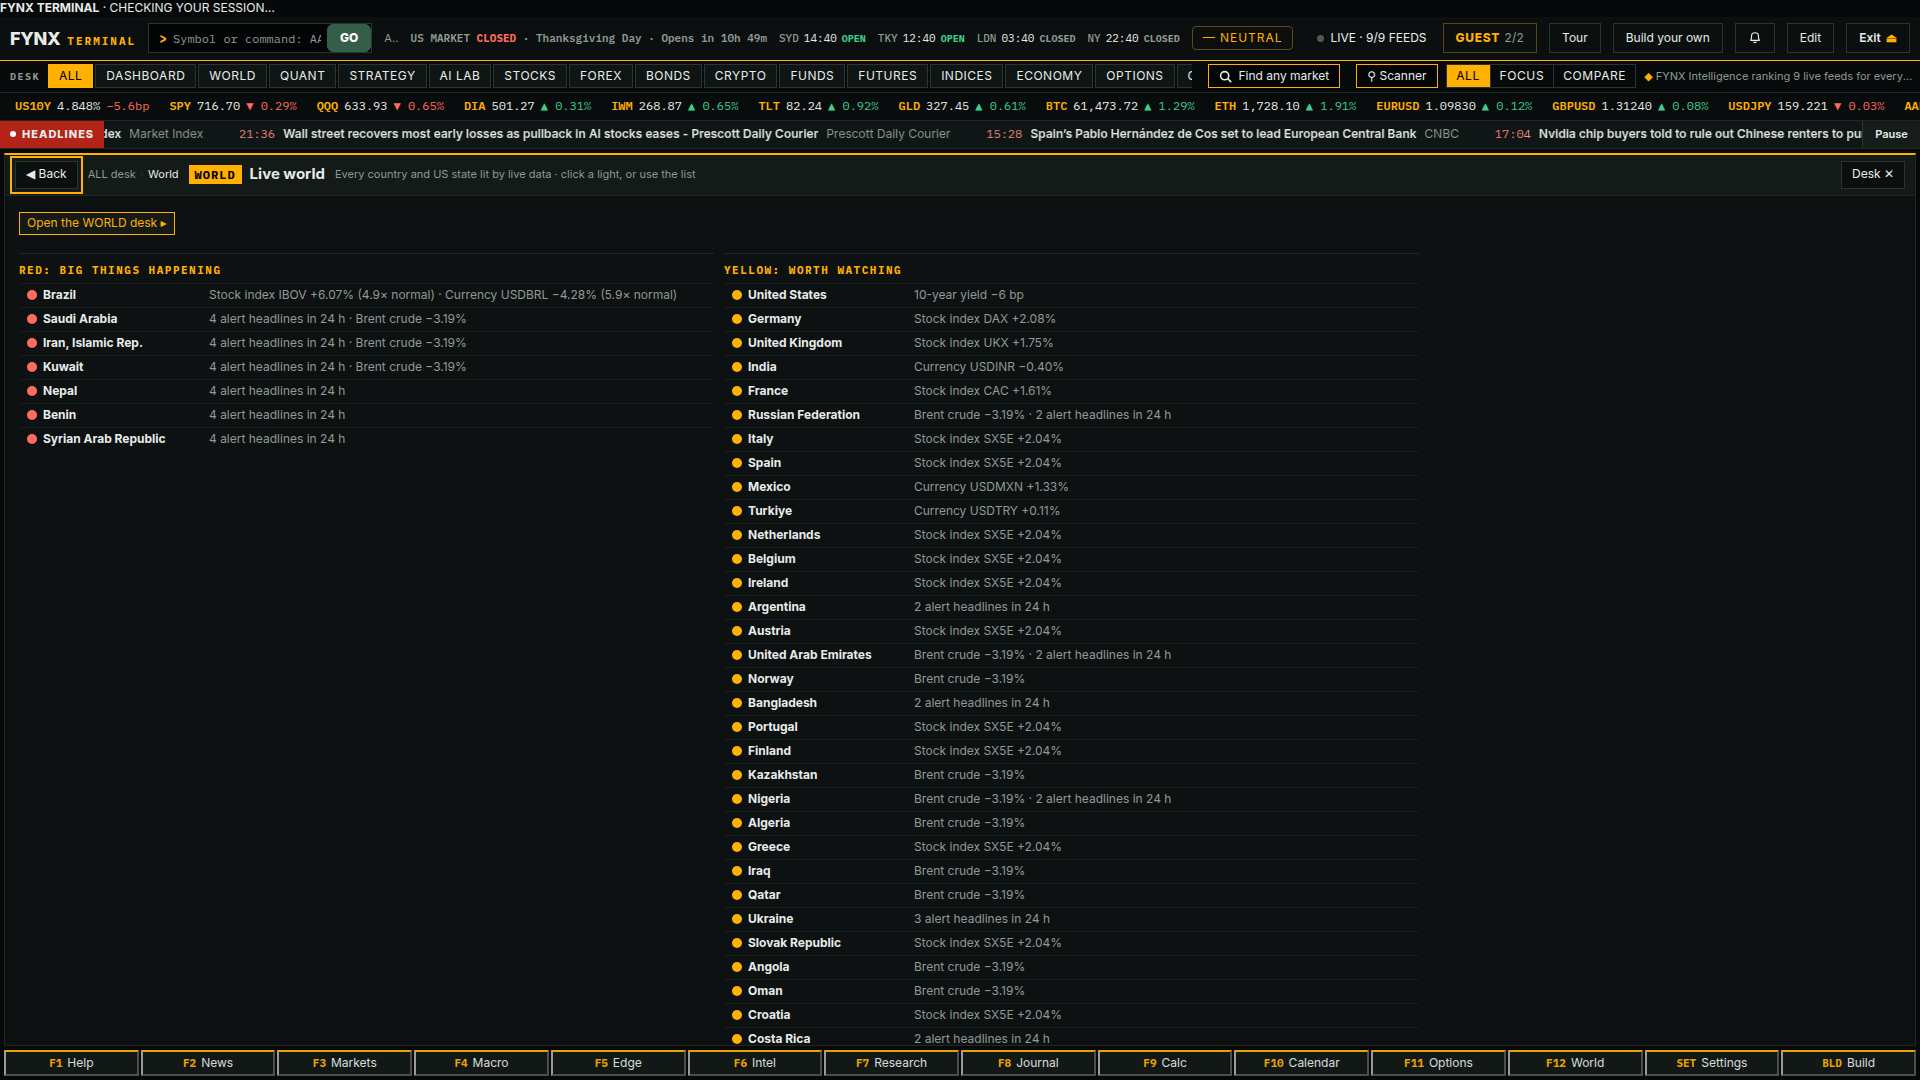 FYNX TERMINAL · CHECKING YOUR SESSION...
FYNX TERMINAL > Symbol or command: AA GO A.. US MARKET CLOSED · Thanksgiving Day · Opens in 10h 49m SYD 14:40 OPEN TKY 12:40 OPEN LDN 03:40 CLOSED NY 22:40 CLOSED — NEUTRAL LIVE · 9/9 FEEDS GUEST 2/2 Tour Build your own Edit Exit ⏏
DESK ALL DASHBOARD WORLD QUANT STRATEGY AI LAB STOCKS FOREX BONDS CRYPTO FUNDS FUTURES INDICES ECONOMY OPTIONS Find any market Scanner ALL FOCUS COMPARE ◆ FYNX Intelligence ranking 9 live feeds for every...
US10Y 4.848% −5.6bp SPY 716.70 ▼ 0.29% QQQ 633.93 ▼ 0.65% DIA 501.27 ▲ 0.31% IWM 268.87 ▲ 0.65% TLT 82.24 ▲ 0.92% GLD 327.45 ▲ 0.61% BTC 61,473.72 ▲ 1.29% ETH 1,728.10 ▲ 1.91% EURUSD 1.09830 ▲ 0.12% GBPUSD 1.31240 ▲ 0.08% USDJPY 159.221 ▼ 0.03% AA
● HEADLINES dex Market Index 21:36 Wall street recovers most early losses as pullback in AI stocks eases - Prescott Daily Courier Prescott Daily Courier 15:28 Spain's Pablo Hernández de Cos set to lead European Central Bank CNBC 17:04 Nvidia chip buyers told to rule out Chinese renters to pu Pause
◀ Back ALL desk · World WORLD Live world Every country and US state lit by live data · click a light, or use the list Desk ✕
Open the WORLD desk ▸
RED: BIG THINGS HAPPENING
Brazil Stock index IBOV +6.07% (4.9× normal) · Currency USDBRL −4.28% (5.9× normal)
Saudi Arabia 4 alert headlines in 24 h · Brent crude −3.19%
Iran, Islamic Rep. 4 alert headlines in 24 h · Brent crude −3.19%
Kuwait 4 alert headlines in 24 h · Brent crude −3.19%
Nepal 4 alert headlines in 24 h
Benin 4 alert headlines in 24 h
Syrian Arab Republic 4 alert headlines in 24 h
YELLOW: WORTH WATCHING
United States 10-year yield −6 bp
Germany Stock index DAX +2.08%
United Kingdom Stock index UKX +1.75%
India Currency USDINR −0.40%
France Stock index CAC +1.61%
Russian Federation Brent crude −3.19% · 2 alert headlines in 24 h
Italy Stock index SX5E +2.04%
Spain Stock index SX5E +2.04%
Mexico Currency USDMXN +1.33%
Turkiye Currency USDTRY +0.11%
Netherlands Stock index SX5E +2.04%
Belgium Stock index SX5E +2.04%
Ireland Stock index SX5E +2.04%
Argentina 2 alert headlines in 24 h
Austria Stock index SX5E +2.04%
United Arab Emirates Brent crude −3.19% · 2 alert headlines in 24 h
Norway Brent crude −3.19%
Bangladesh 2 alert headlines in 24 h
Portugal Stock index SX5E +2.04%
Finland Stock index SX5E +2.04%
Kazakhstan Brent crude −3.19%
Nigeria Brent crude −3.19% · 2 alert headlines in 24 h
Algeria Brent crude −3.19%
Greece Stock index SX5E +2.04%
Iraq Brent crude −3.19%
Qatar Brent crude −3.19%
Ukraine 3 alert headlines in 24 h
Slovak Republic Stock index SX5E +2.04%
Angola Brent crude −3.19%
Oman Brent crude −3.19%
Croatia Stock index SX5E +2.04%
Costa Rica 2 alert headlines in 24 h
F1 Help F2 News F3 Markets F4 Macro F5 Edge F6 Intel F7 Research F8 Journal F9 Calc F10 Calendar F11 Options F12 World SET Settings BLD Build